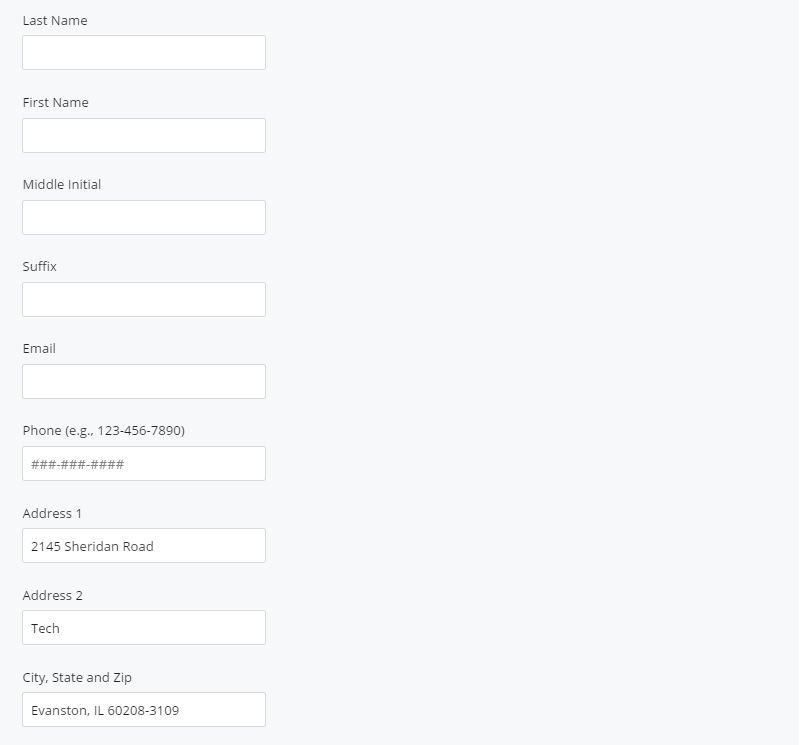 Last Name
First Name
Middle Initial
Suffix
Email
Phone (e.g., 123-456-7890)
###-###-####
Address 1
2145 Sheridan Road
Address 2
Tech
City, State and Zip
Evanston, IL 60208-3109